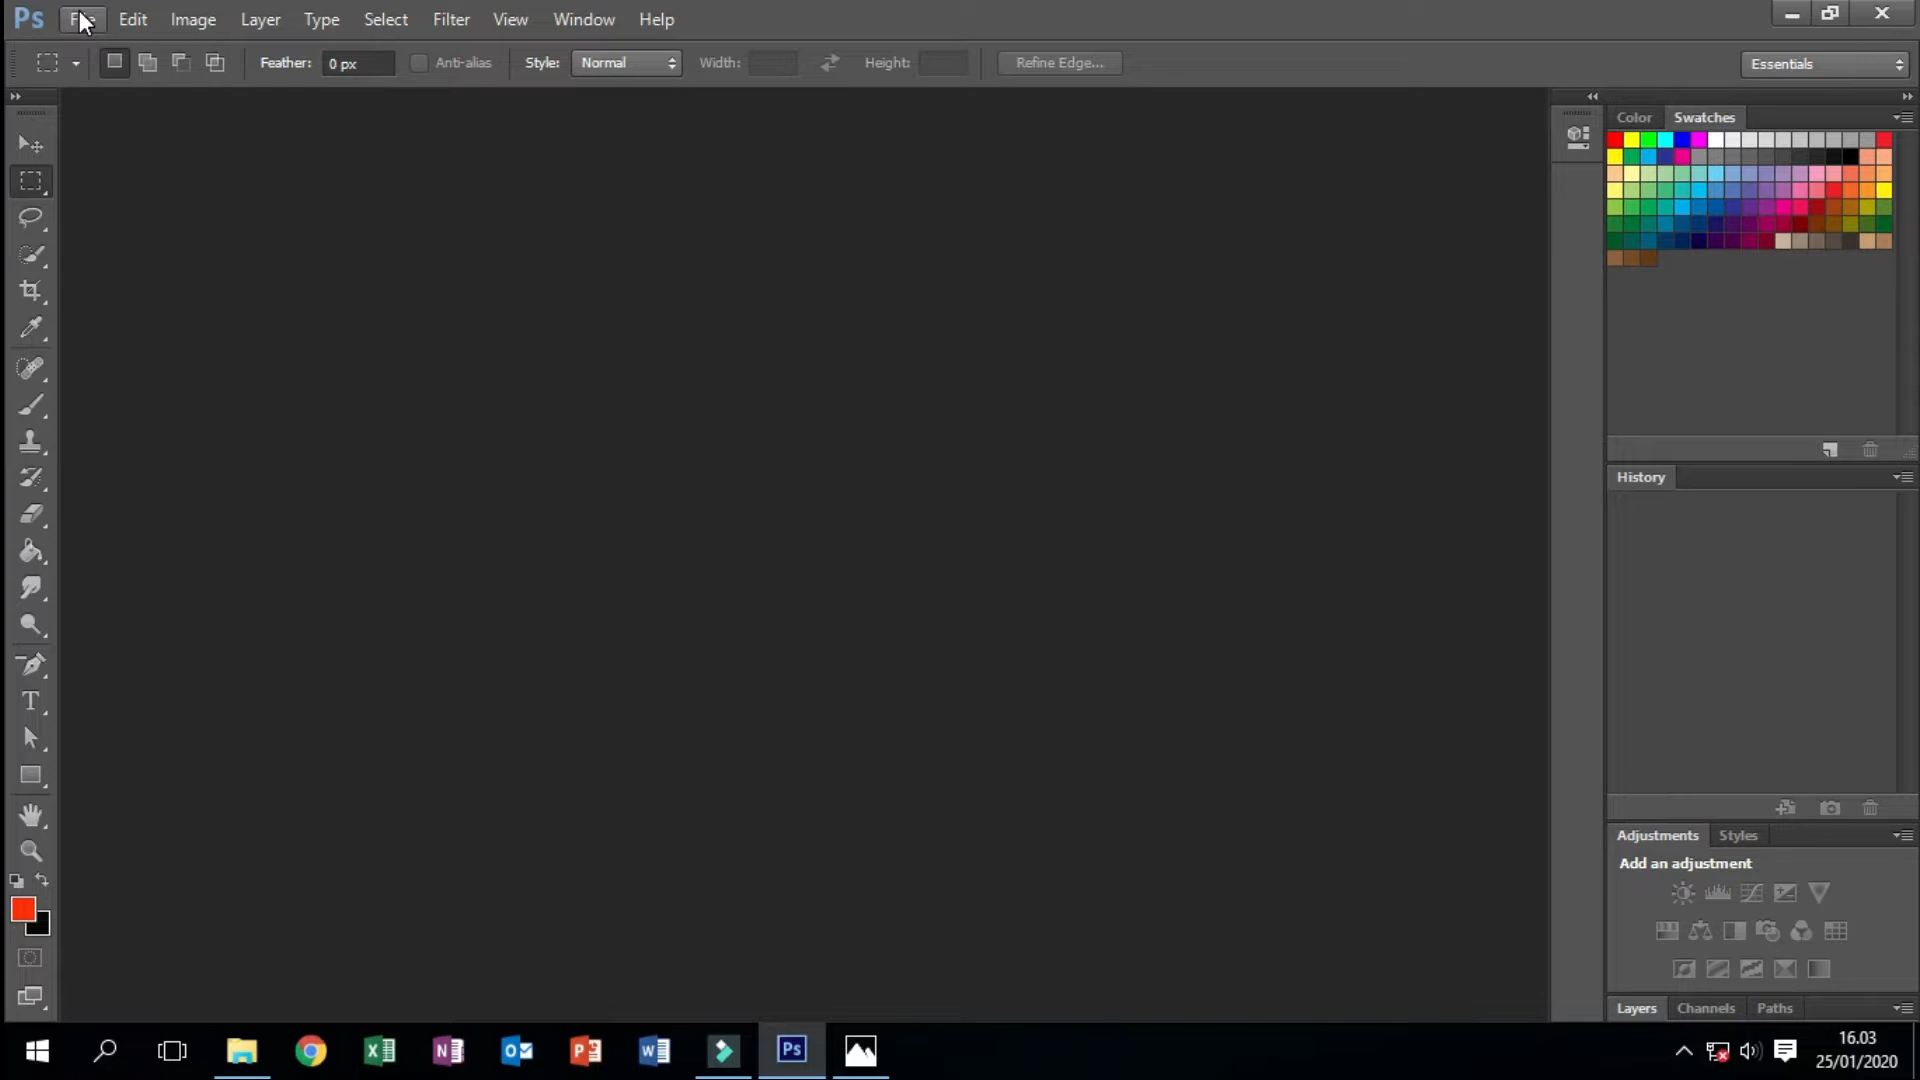 Ps Edit Image Layer Type Select Filter View Window Help
Feather: 0 px Anti-alias Style: Normal Width: Height: Refine Edge... Essentials
Color Swatches
History
Adjustments Styles
Add an adjustment
Layers Channels Paths
Ps
16.03
25/01/2020